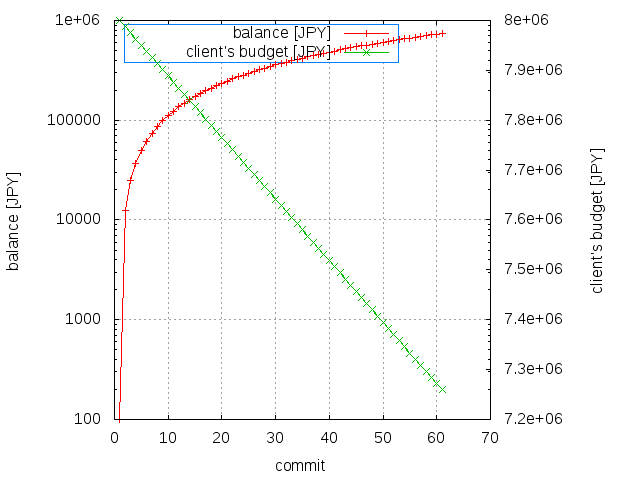 balance [JPY]
client's budget [JPY]
1e+06
100000
10000
1000
100
8e+06
7.9e+06
7.8e+06
7.7e+06
7.6e+06
7.5e+06
7.4e+06
7.3e+06
7.2e+06
balance [JPY]
client's budget [JPY]
0 10 20 30 40 50 60 70
commit